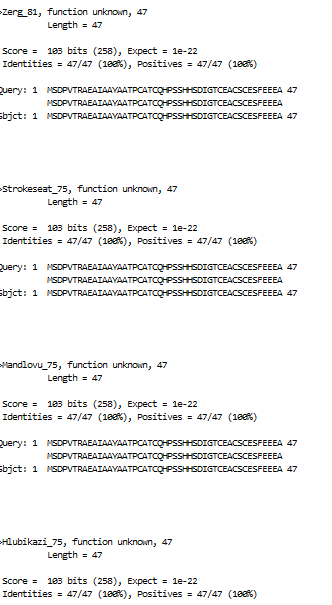 >Zerg_81, function unknown, 47
Length = 47
Score = 103 bits (258), Expect = 1e-22
Identities = 47/47 (100%), Positives = 47/47 (100%)
Query: 1 MSDPVTRAEAIAAYAATPCATCQHPSSHHSDIGTCEACSCESFEEEA 47
MSDPVTRAEAIAAYAATPCATCQHPSSHHSDIGTCEACSCESFEEEA
Sbjct: 1 MSDPVTRAEAIAAYAATPCATCQHPSSHHSDIGTCEACSCESFEEEA 47
>Strokeseat_75, function unknown, 47
Length = 47
Score = 103 bits (258), Expect = 1e-22
Identities = 47/47 (100%), Positives = 47/47 (100%)
Query: 1 MSDPVTRAEAIAAYAATPCATCQHPSSHHSDIGTCEACSCESFEEEA 47
MSDPVTRAEAIAAYAATPCATCQHPSSHHSDIGTCEACSCESFEEEA
Sbjct: 1 MSDPVTRAEAIAAYAATPCATCQHPSSHHSDIGTCEACSCESFEEEA 47
>Mandlovu_75, function unknown, 47
Length = 47
Score = 103 bits (258), Expect = 1e-22
Identities = 47/47 (100%), Positives = 47/47 (100%)
Query: 1 MSDPVTRAEAIAAYAATPCATCQHPSSHHSDIGTCEACSCESFEEEA 47
MSDPVTRAEAIAAYAATPCATCQHPSSHHSDIGTCEACSCESFEEEA
Sbjct: 1 MSDPVTRAEAIAAYAATPCATCQHPSSHHSDIGTCEACSCESFEEEA 47
>Hlubikazi_75, function unknown, 47
Length = 47
Score = 103 bits (258), Expect = 1e-22
Identities = 47/47 (100%), Positives = 47/47 (100%)